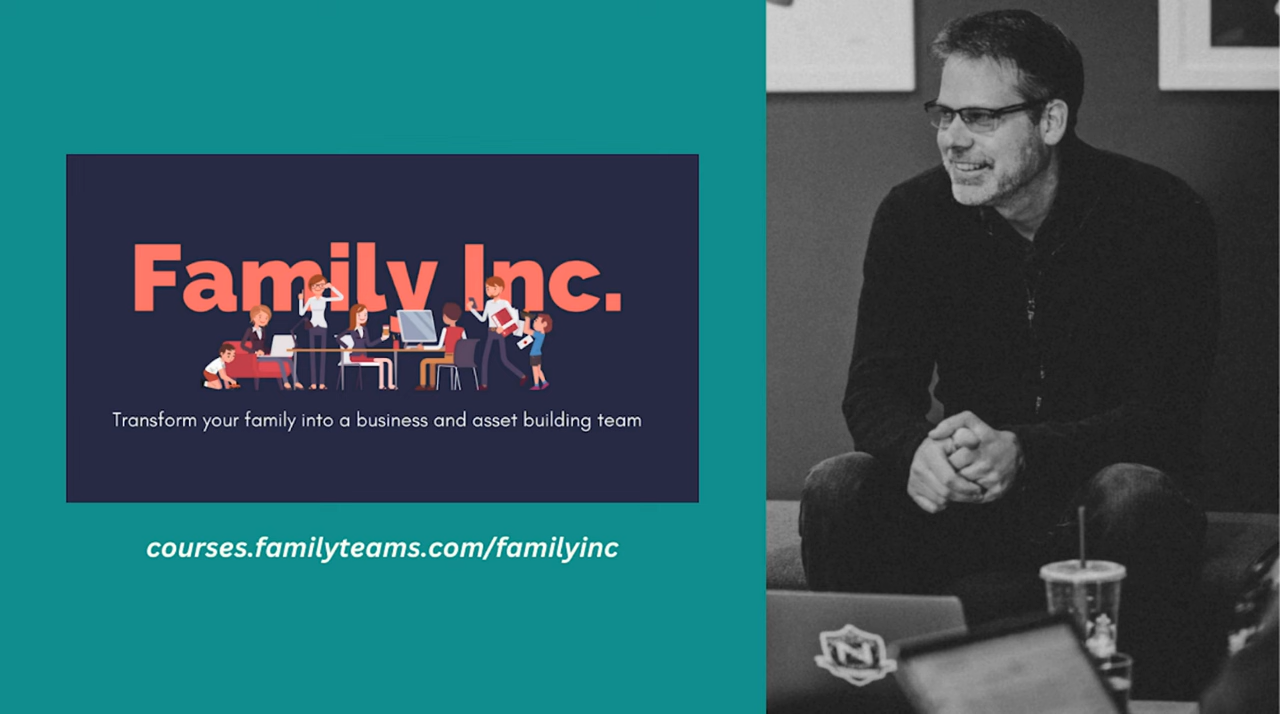 Family Inc.
Transform your family into a business and asset building team
courses.familyteams.com/familyinc
N